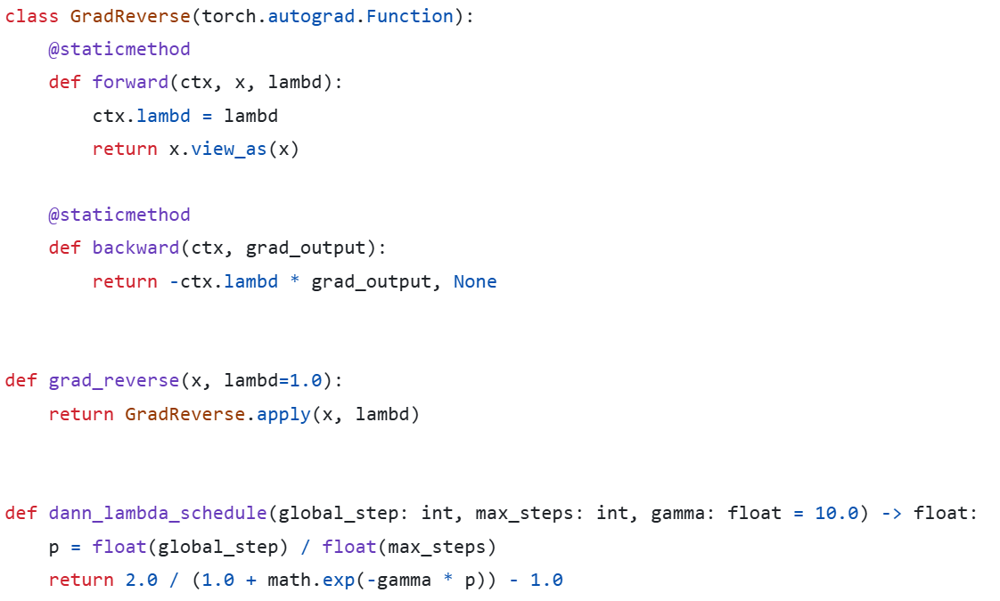 class GradReverse(torch.autograd.Function):
    @staticmethod
    def forward(ctx, x, lambd):
        ctx.lambd = lambd
        return x.view_as(x)

    @staticmethod
    def backward(ctx, grad_output):
        return -ctx.lambd * grad_output, None


def grad_reverse(x, lambd=1.0):
    return GradReverse.apply(x, lambd)


def dann_lambda_schedule(global_step: int, max_steps: int, gamma: float = 10.0) -> float:
    p = float(global_step) / float(max_steps)
    return 2.0 / (1.0 + math.exp(-gamma * p)) - 1.0